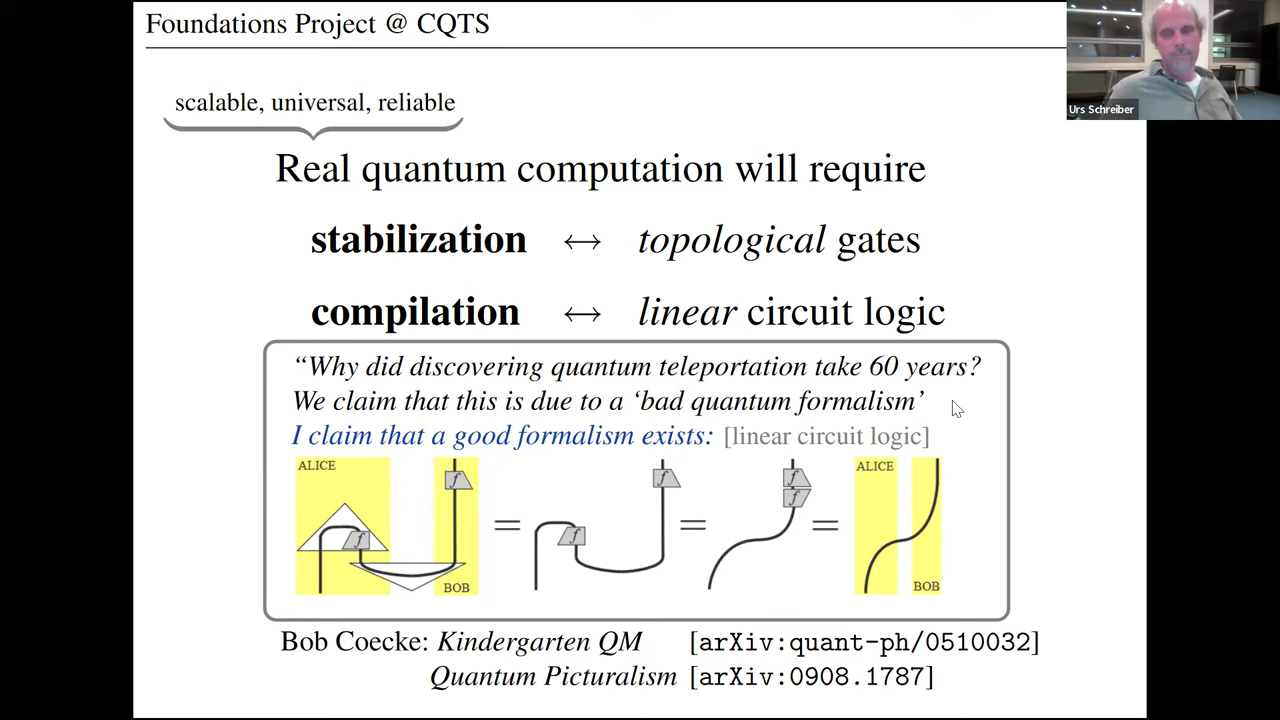 Foundations Project @ CQTS
Urs Schreiber
scalable, universal, reliable
Real quantum computation will require
stabilization ↔ topological gates
compilation ↔ linear circuit logic
“Why did discovering quantum teleportation take 60 years?
We claim that this is due to a ‘bad quantum formalism’
I claim that a good formalism exists: [linear circuit logic]
ALICE f = f = f = ALICE
f f f
BOB BOB
Bob Coecke: Kindergarten QM [arXiv:quant-ph/0510032]
Quantum Picturalism [arXiv:0908.1787]